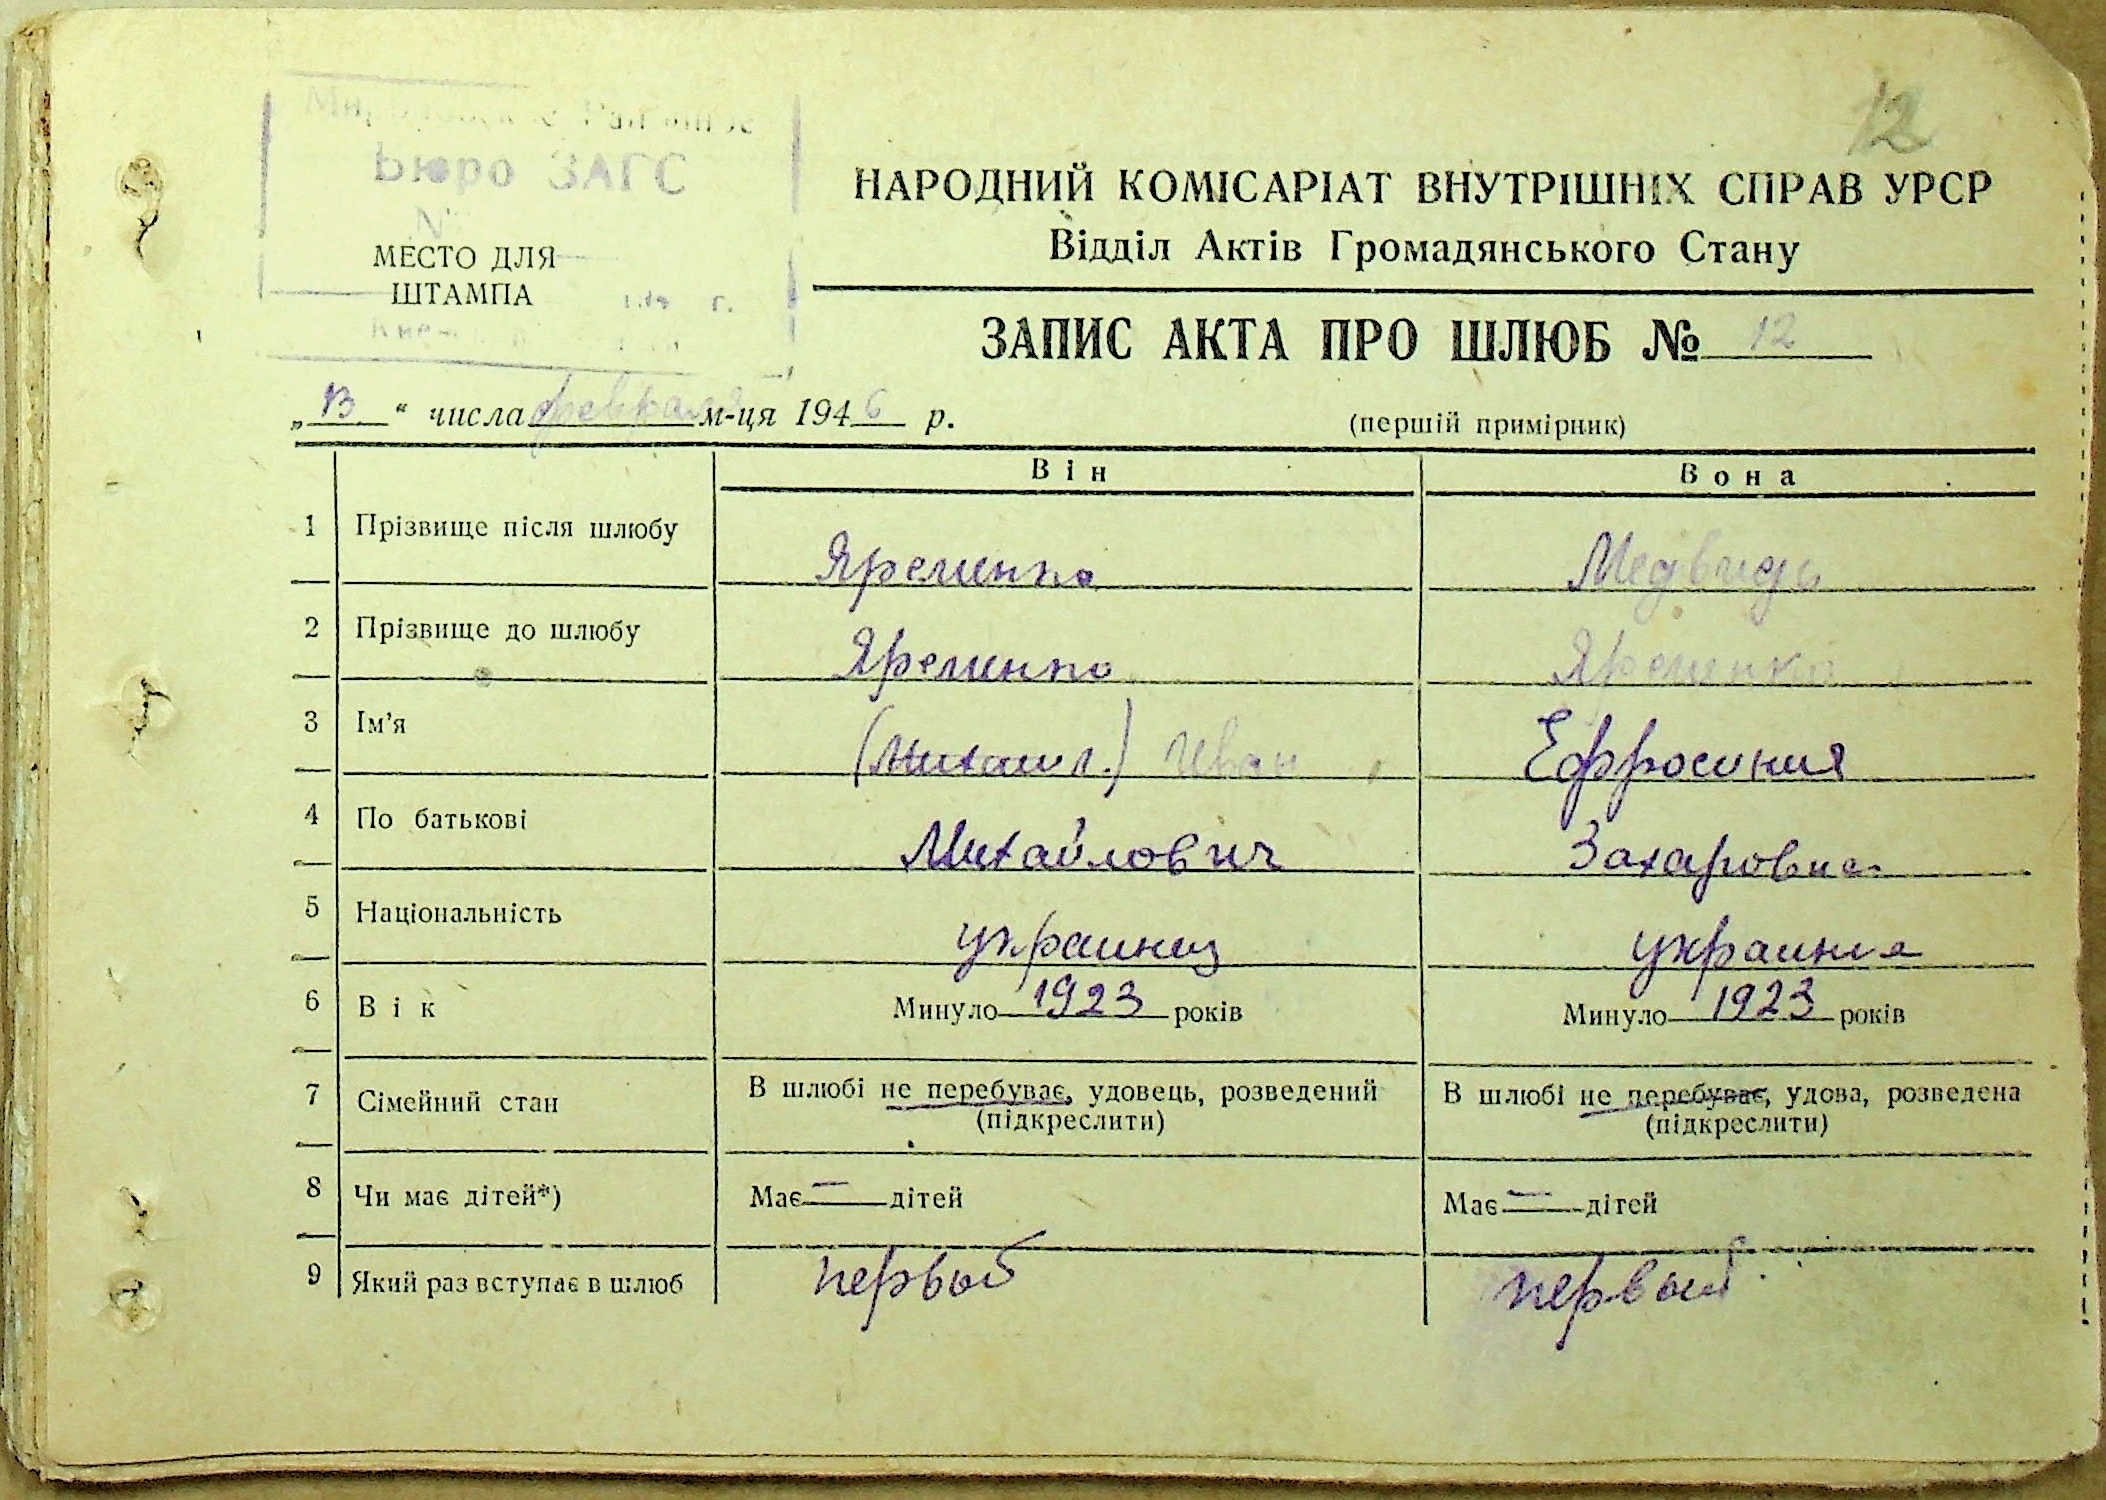 12
Бюро ЗАГС
МЕСТО ДЛЯ
ШТАМПА
г.
НАРОДНИЙ КОМІСАРІАТ ВНУТРІШНІХ СПРАВ УРСР
Відділ Актів Громадянського Стану
ЗАПИС АКТА ПРО ШЛЮБ № 12
„13“ числа февраля м-ця 1946 р.
(першій примірник)
Він Вона
1 Прізвище після шлюбу Яременко Медвидь
2 Прізвище до шлюбу Яременко Яременко
3 Ім'я (Михаил.) Иван Ефросиния
4 По батькові Михайлович Захаровна
5 Національність украинец украинка
6 Вік Минуло 1923 років Минуло 1923 років
7 Сімейний стан В шлюбі не перебуває, удовець, розведений В шлюбі не перебуває, удова, розведена
(підкреслити) (підкреслити)
8 Чи має дітей*) Має — дітей Має — дітей
9 Який раз вступає в шлюб первый первый